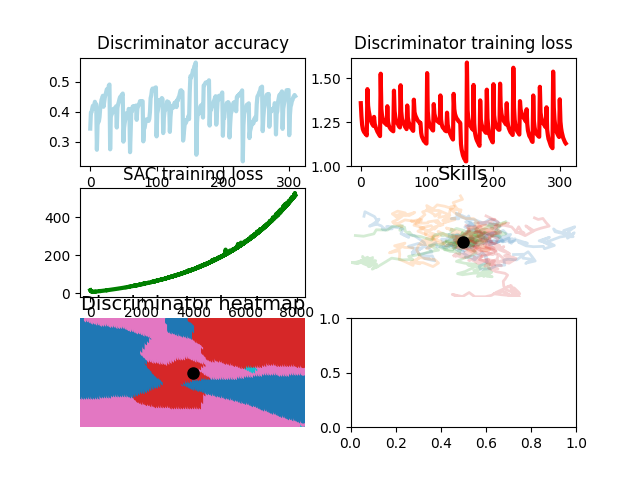 Discriminator accuracy
0.5
0.4
0.3
0 100 200 300
Discriminator training loss
1.50
1.25
1.00
0 100 200 300
SAC training loss
400
200
0
0 2000 4000 6000 8000
Skills
Discriminator heatmap
1.0
0.5
0.0
0.0 0.2 0.4 0.6 0.8 1.0